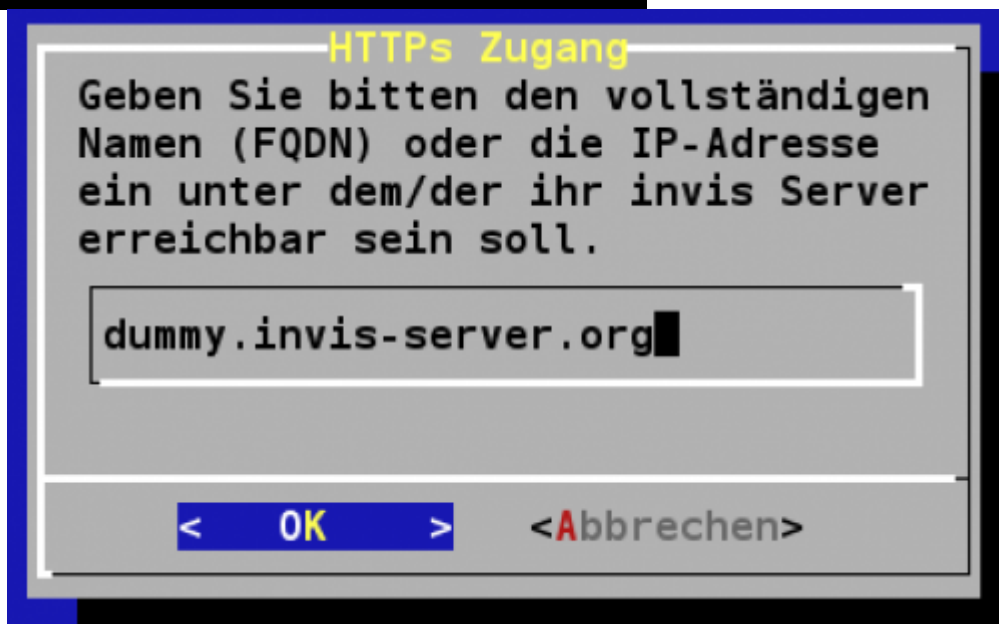 HTTPs Zugang
Geben Sie bitten den vollständigen
Namen (FQDN) oder die IP-Adresse
ein unter dem/der ihr invis Server
erreichbar sein soll.
dummy.invis-server.org
< OK > <Abbrechen>